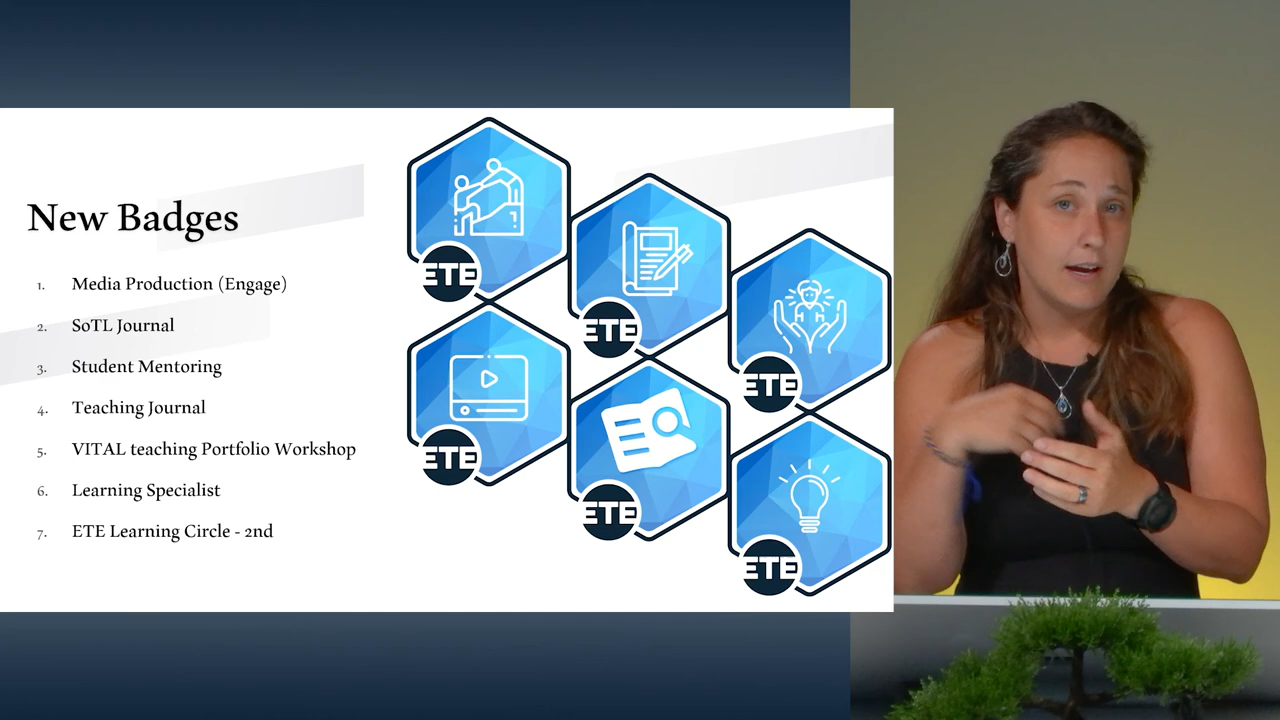 New Badges
1. Media Production (Engage)
2. SoTL Journal
3. Student Mentoring
4. Teaching Journal
5. VITAL teaching Portfolio Workshop
6. Learning Specialist
7. ETE Learning Circle - 2nd
ETE
ETE
ETE
ETE
ETE
ETE